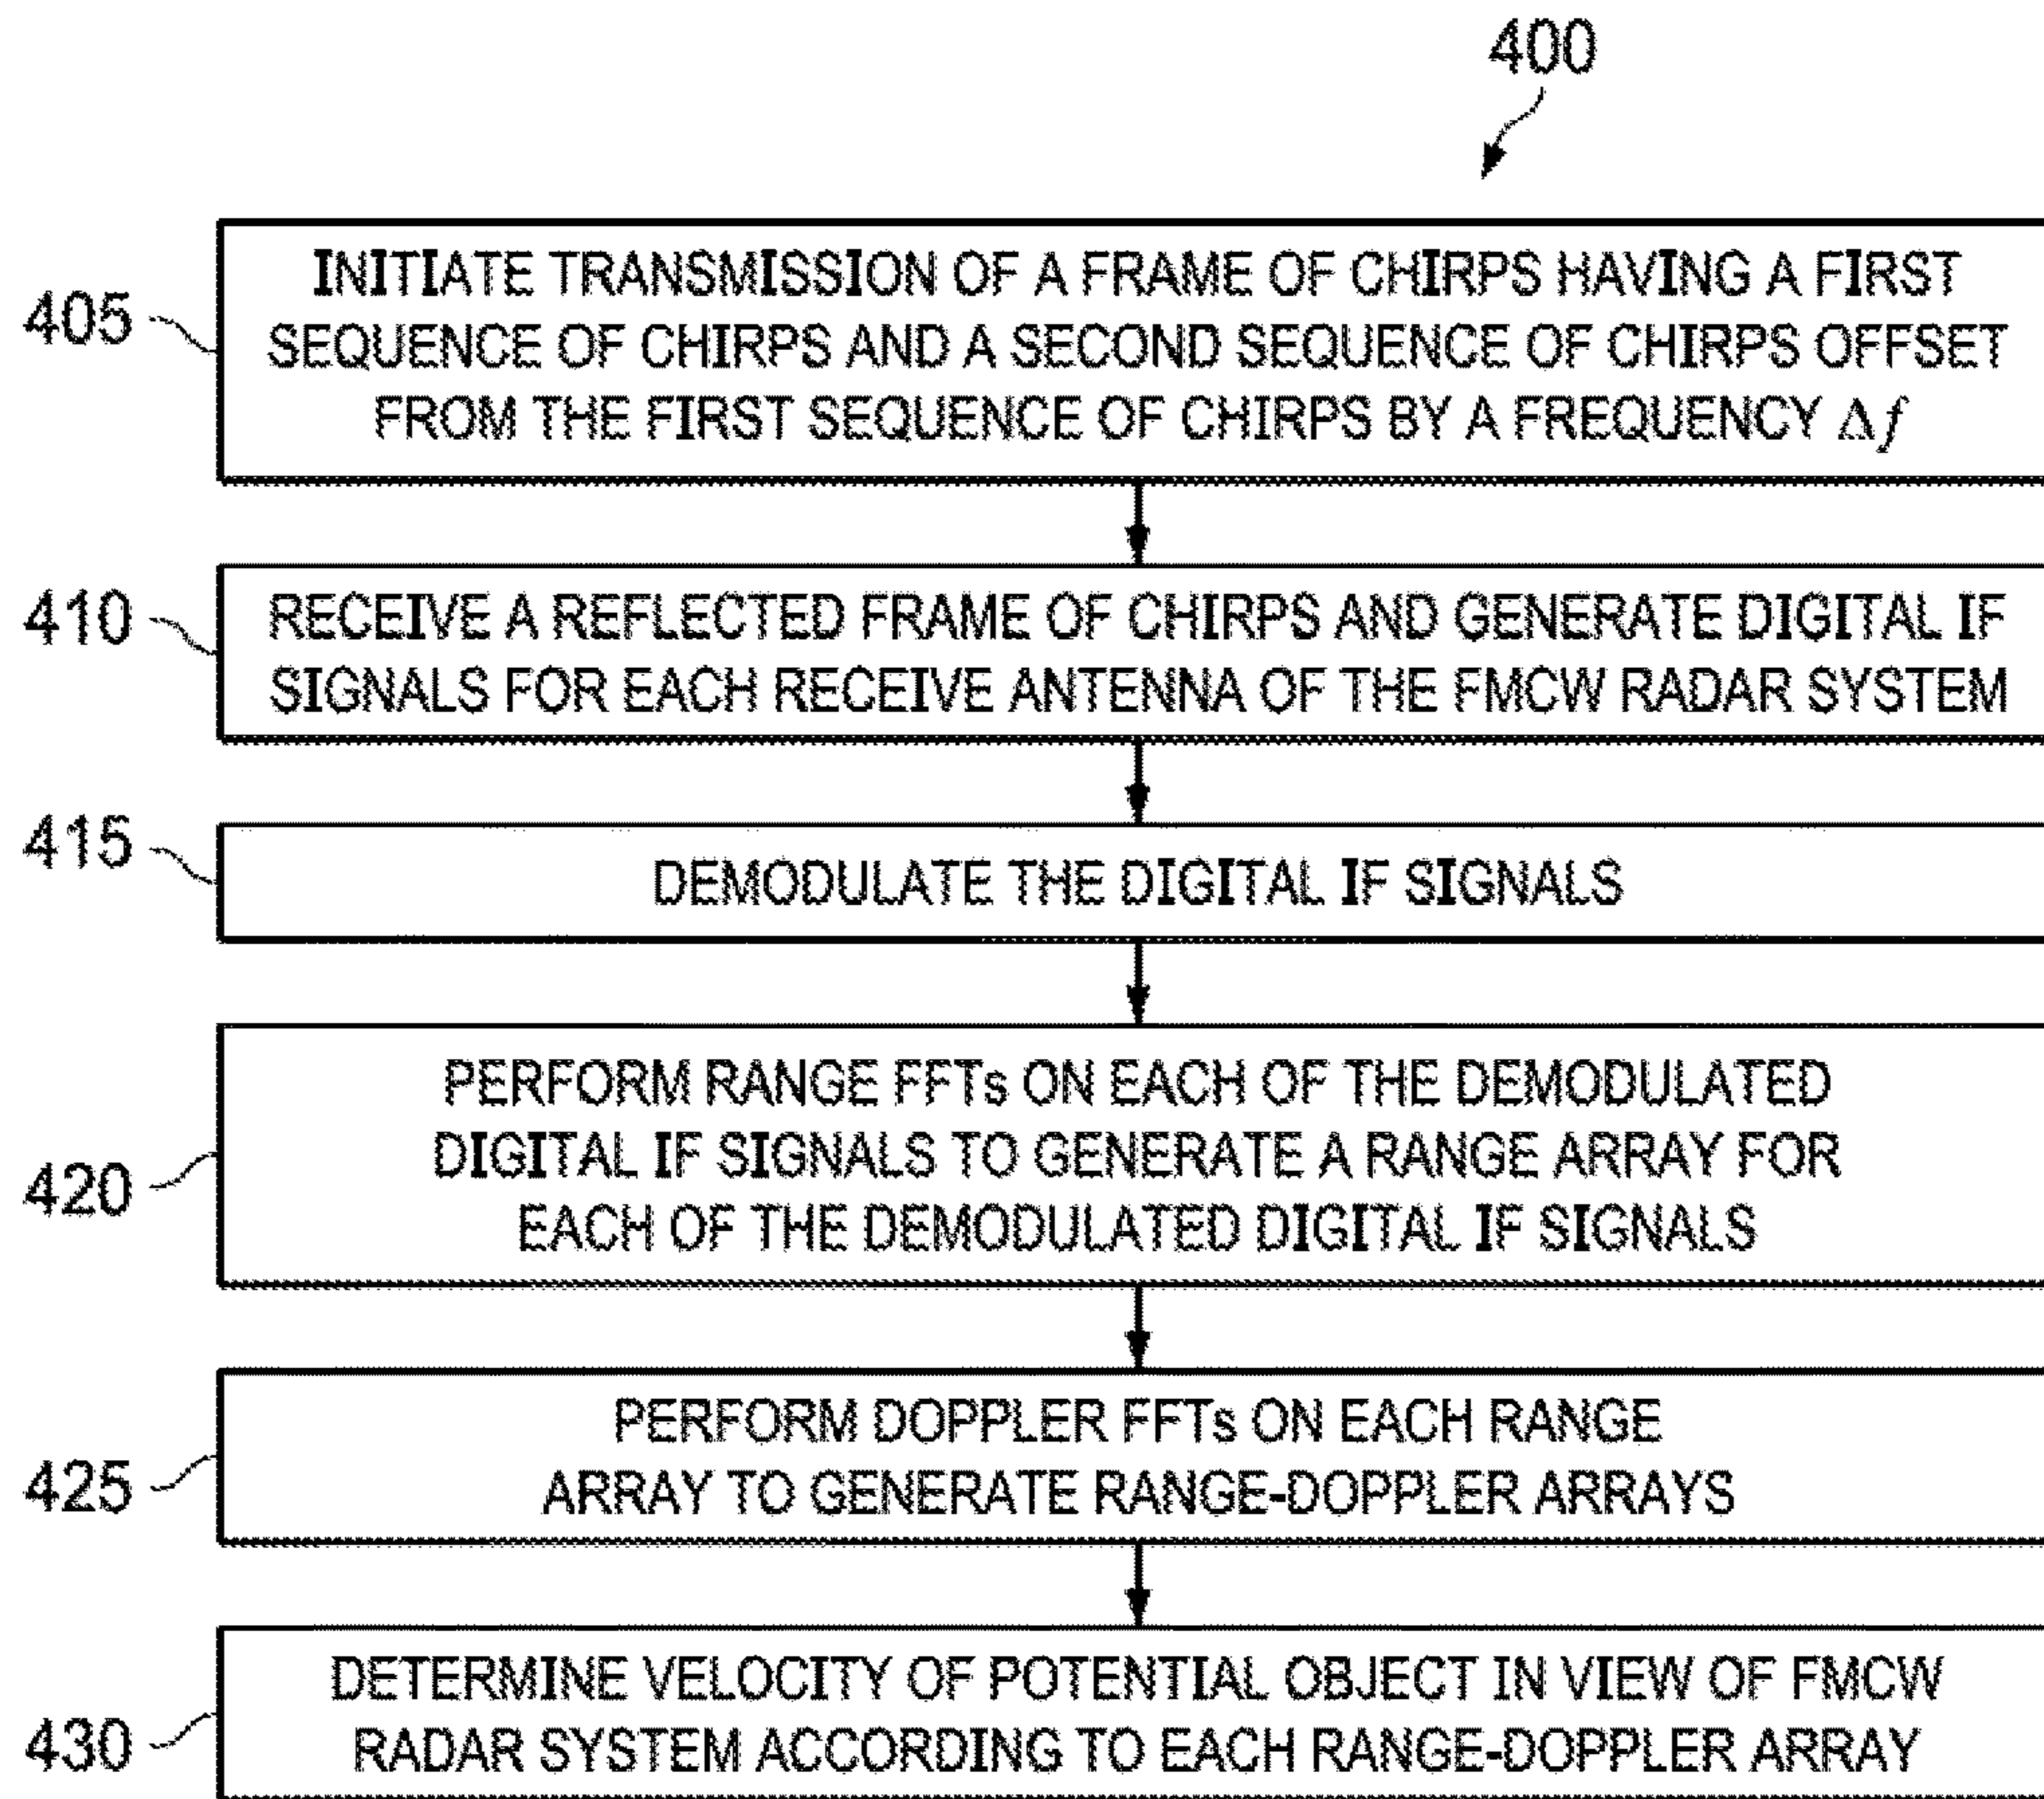 400
405
INITIATE TRANSMISSION OF A FRAME OF CHIRPS HAVING A FIRST
SEQUENCE OF CHIRPS AND A SECOND SEQUENCE OF CHIRPS OFFSET
FROM THE FIRST SEQUENCE OF CHIRPS BY A FREQUENCY Δf
410
RECEIVE A REFLECTED FRAME OF CHIRPS AND GENERATE DIGITAL IF
SIGNALS FOR EACH RECEIVE ANTENNA OF THE FMCW RADAR SYSTEM
415
DEMODULATE THE DIGITAL IF SIGNALS
420
PERFORM RANGE FFTs ON EACH OF THE DEMODULATED
DIGITAL IF SIGNALS TO GENERATE A RANGE ARRAY FOR
EACH OF THE DEMODULATED DIGITAL IF SIGNALS
425
PERFORM DOPPLER FFTs ON EACH RANGE
ARRAY TO GENERATE RANGE-DOPPLER ARRAYS
430
DETERMINE VELOCITY OF POTENTIAL OBJECT IN VIEW OF FMCW
RADAR SYSTEM ACCORDING TO EACH RANGE-DOPPLER ARRAY